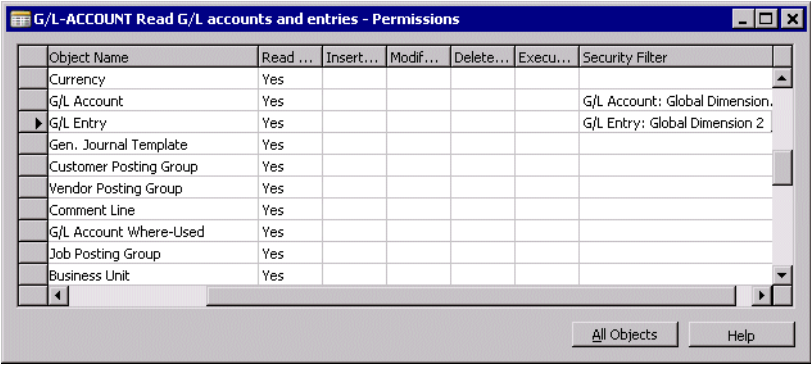 G/L-ACCOUNT Read G/L accounts and entries - Permissions
Object Name Read ... Insert... Modif... Delete... Execu... Security Filter
Currency Yes
G/L Account Yes G/L Account: Global Dimension.
G/L Entry Yes G/L Entry: Global Dimension 2
Gen. Journal Template Yes
Customer Posting Group Yes
Vendor Posting Group Yes
Comment Line Yes
G/L Account Where-Used Yes
Job Posting Group Yes
Business Unit Yes
All Objects Help